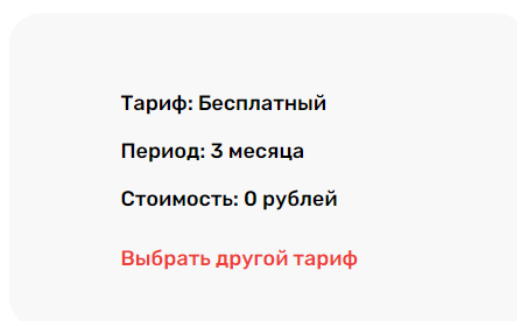 Тариф: Бесплатный
Период: 3 месяца
Стоимость: 0 рублей
Выбрать другой тариф